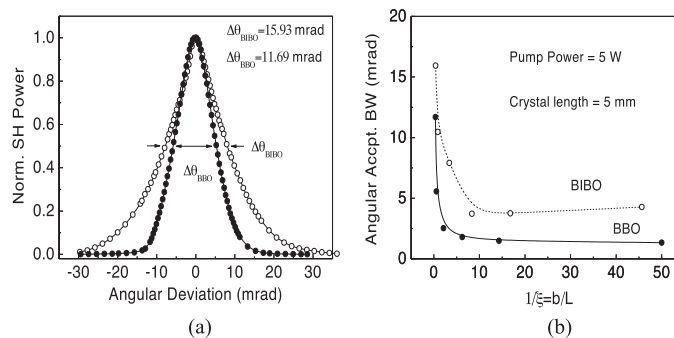 (a)
Δθ_BIBO=15.93 mrad
Δθ_BBO=11.69 mrad
Norm. SH Power
1.0
0.8
0.6
0.4
0.2
0.0
Δθ_BIBO
Δθ_BBO
-30 -20 -10 0 10 20 30
Angular Deviation (mrad)
(a)
(b)
Angular Accpt. BW (mrad)
20
15
10
5
0
Pump Power = 5 W
Crystal length = 5 mm
BIBO
BBO
0 10 20 30 40 50
1/ξ=b/L
(b)